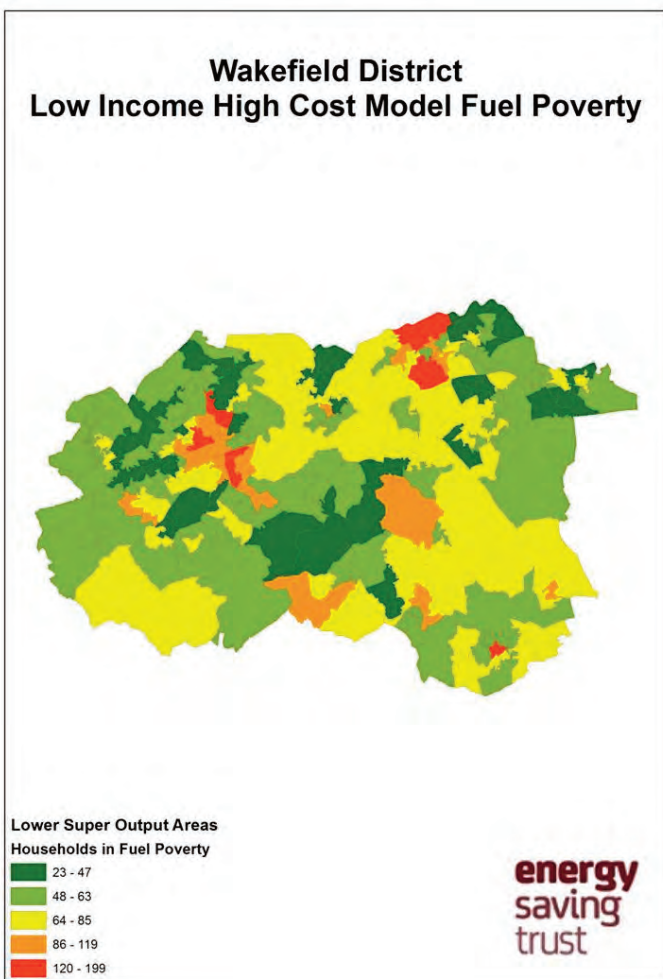 Wakefield District
Low Income High Cost Model Fuel Poverty
Lower Super Output Areas
Households in Fuel Poverty
23 - 47
48 - 63
64 - 85
86 - 119
120 - 199
energy
saving
trust